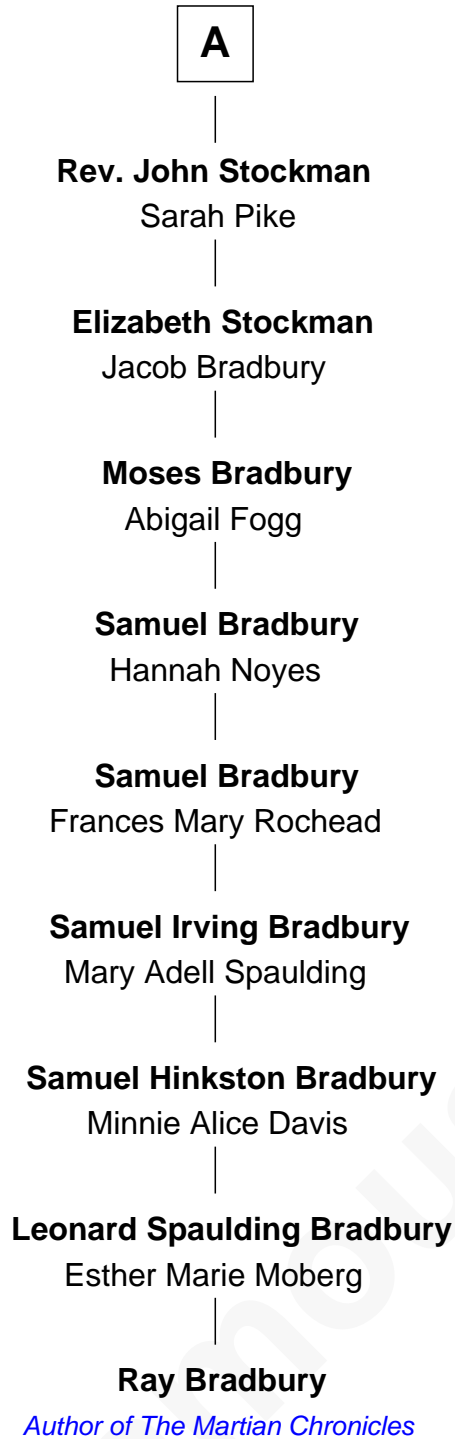 A
Rev. John Stockman
Sarah Pike
Elizabeth Stockman
Jacob Bradbury
Moses Bradbury
Abigail Fogg
Samuel Bradbury
Hannah Noyes
Samuel Bradbury
Frances Mary Rochead
Samuel Irving Bradbury
Mary Adell Spaulding
Samuel Hinkston Bradbury
Minnie Alice Davis
Leonard Spaulding Bradbury
Esther Marie Moberg
Ray Bradbury
Author of The Martian Chronicles